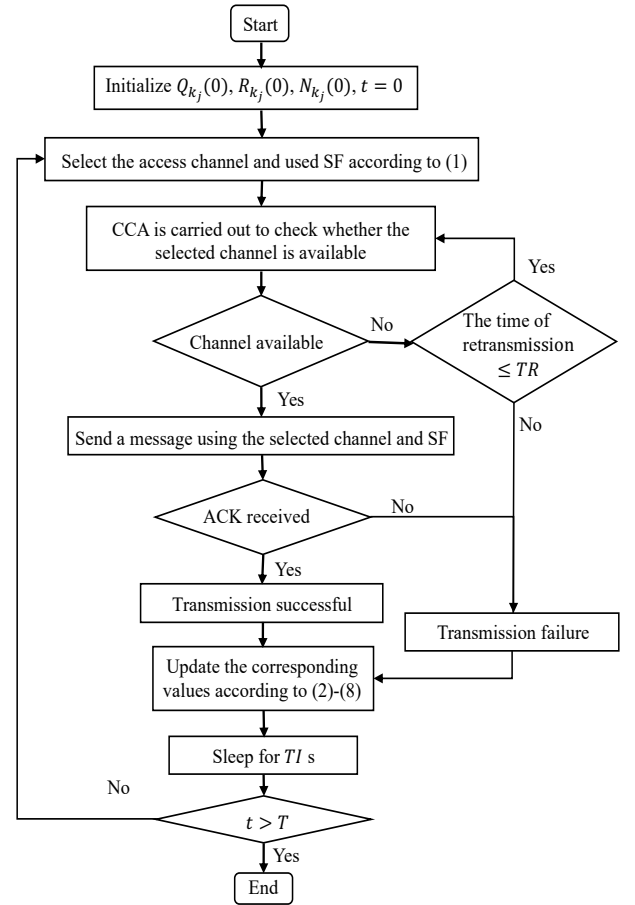 Start
Initialize $Q_{k_j}(0), R_{k_j}(0), N_{k_j}(0), t = 0$
Select the access channel and used SF according to (1)
CCA is carried out to check whether the
selected channel is available
Yes
Channel available
No
The time of
retransmission
≤ TR
Yes
No
Send a message using the selected channel and SF
ACK received
No
Yes
Transmission successful
Transmission failure
Update the corresponding
values according to (2)-(8)
Sleep for TI s
No
t > T
Yes
End